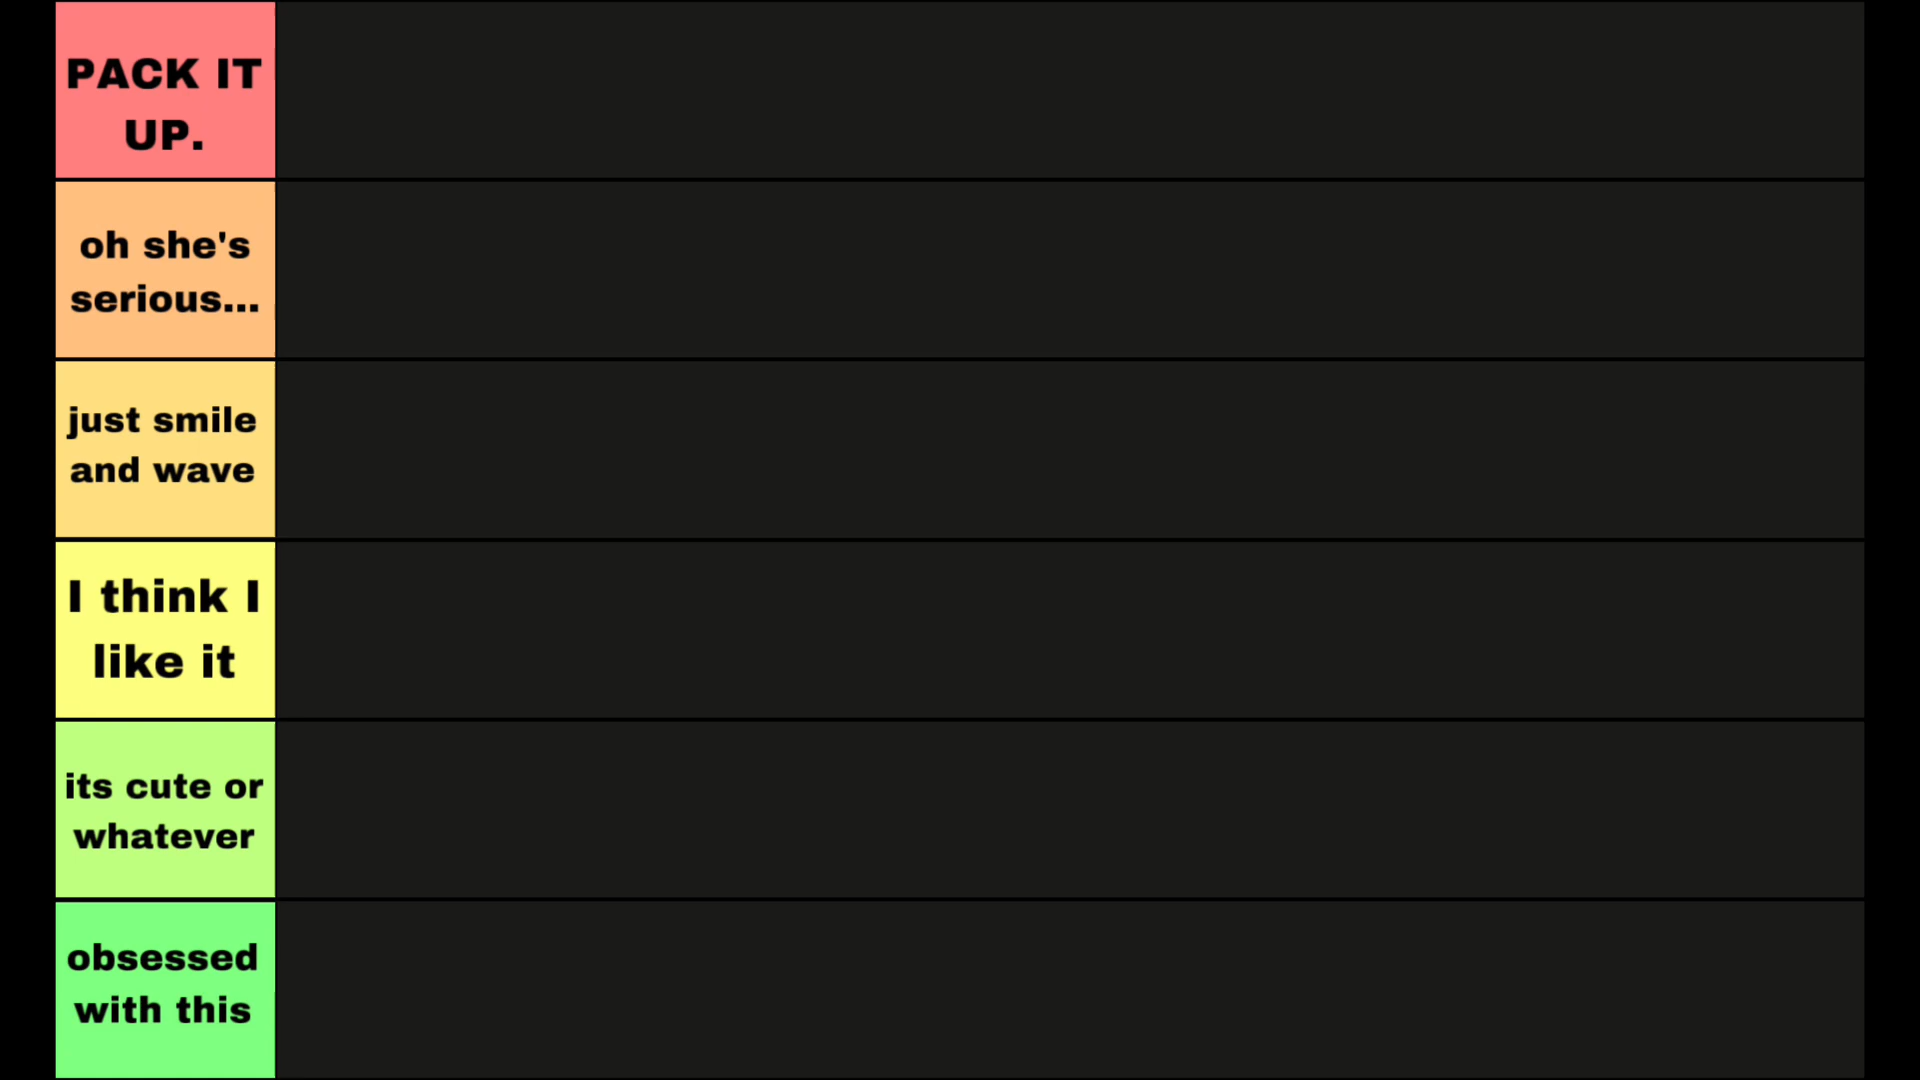 PACK IT
UP.
oh she's
serious...
just smile
and wave
I think I
like it
its cute or
whatever
obsessed
with this